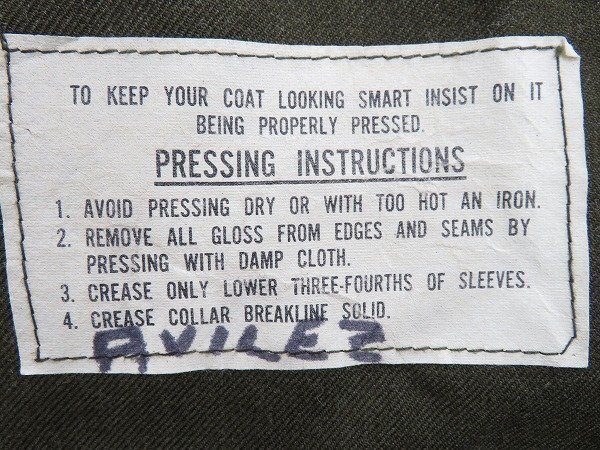 TO KEEP YOUR COAT LOOKING SMART INSIST ON IT
BEING PROPERLY PRESSED.
PRESSING INSTRUCTIONS
1. AVOID PRESSING DRY OR WITH TOO HOT AN IRON.
2. REMOVE ALL GLOSS FROM EDGES AND SEAMS BY
PRESSING WITH DAMP CLOTH.
3. CREASE ONLY LOWER THREE-FOURTHS OF SLEEVES.
4. CREASE COLLAR BREAKLINE SOLID.
AVILEZ